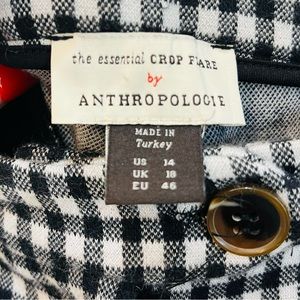 the essential CROP FLARE
by
ANTHROPOLOGIE
MADE IN
Turkey
US 14
UK 18
EU 46